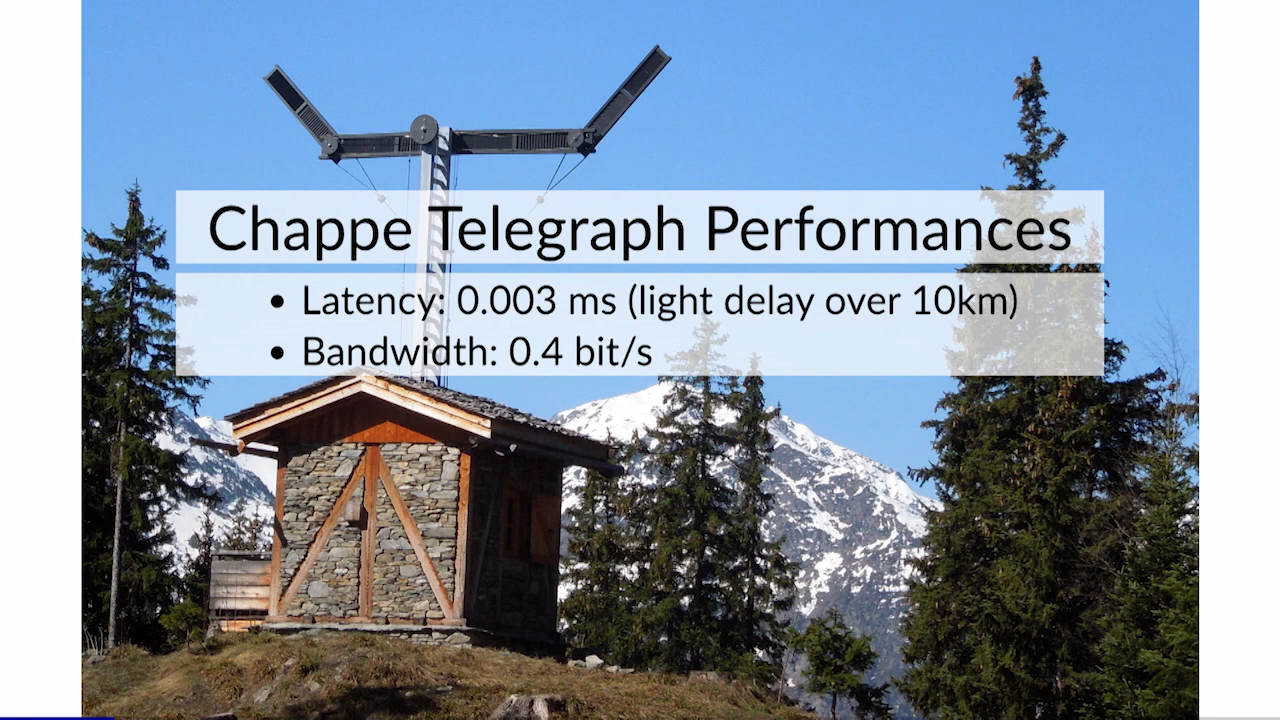 Chappe Telegraph Performances
• Latency: 0.003 ms (light delay over 10km)
• Bandwidth: 0.4 bit/s